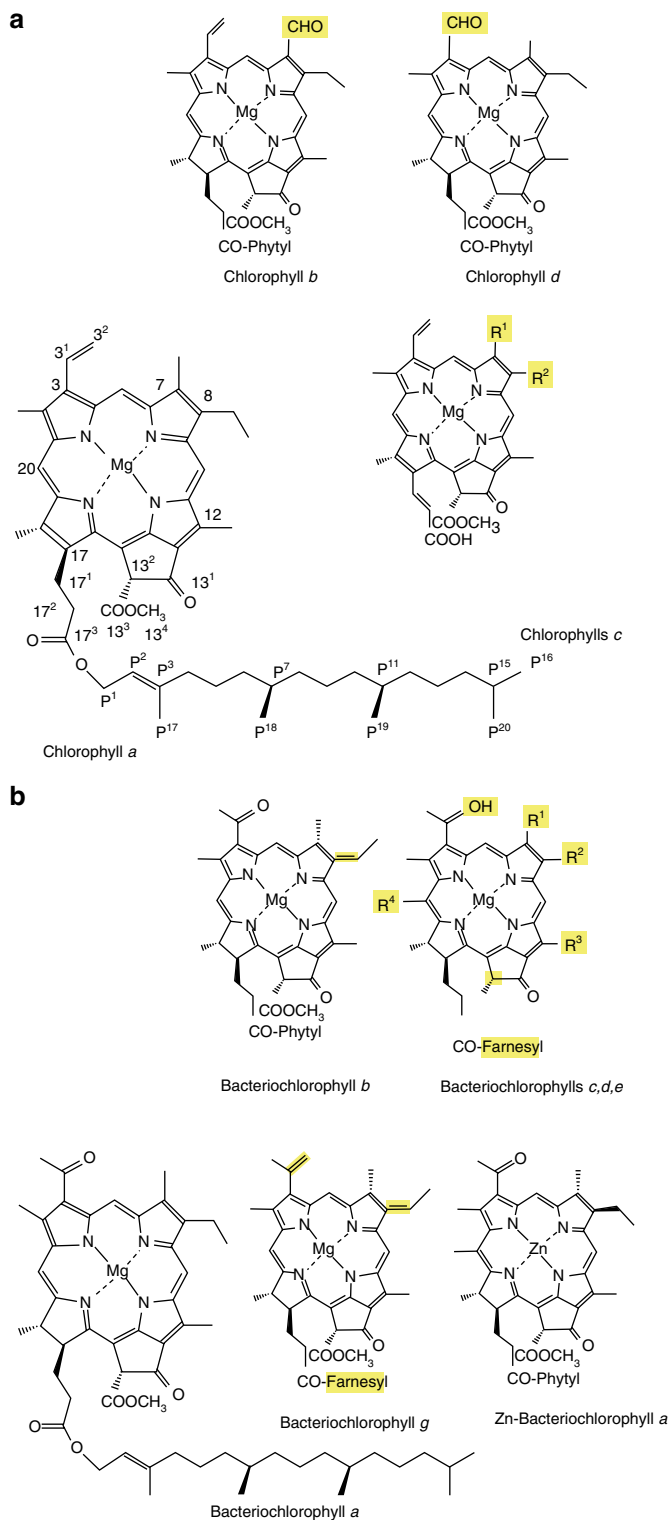 a
CHO
N
N
Mg
N
N
O
COOOCH3
CO-Phytyl
Chlorophyll b
CHO
N
N
Mg
N
N
O
COOOCH3
CO-Phytyl
Chlorophyll d
3²
3¹
3
7
8
N
N
Mg
20
N
N
12
17
13²
13¹
17¹
O
COOCH3
17²
13³
13⁴
O
17³
O
P¹
P²
P³
P⁷
P¹¹
P¹⁵
P¹⁶
P¹⁷
P¹⁸
P¹⁹
P²⁰
Chlorophyll a
R¹
R²
N
N
Mg
N
N
O
COOCH3
COOH
Chlorophylls c
b
O
N
N
Mg
N
N
O
COOCH3
CO-Phytyl
Bacteriochlorophyll b
OH
R¹
R²
N
N
Mg
R⁴
N
N
R³
O
CO-Farnesyl
Bacteriochlorophylls c,d,e
O
N
N
Mg
N
N
O
COOCH3
O
O
Bacteriochlorophyll a
N
N
Mg
N
N
O
COOCH3
CO-Farnesyl
Bacteriochlorophyll g
O
N
N
Zn
N
N
O
COOCH3
CO-Phytyl
Zn-Bacteriochlorophyll a